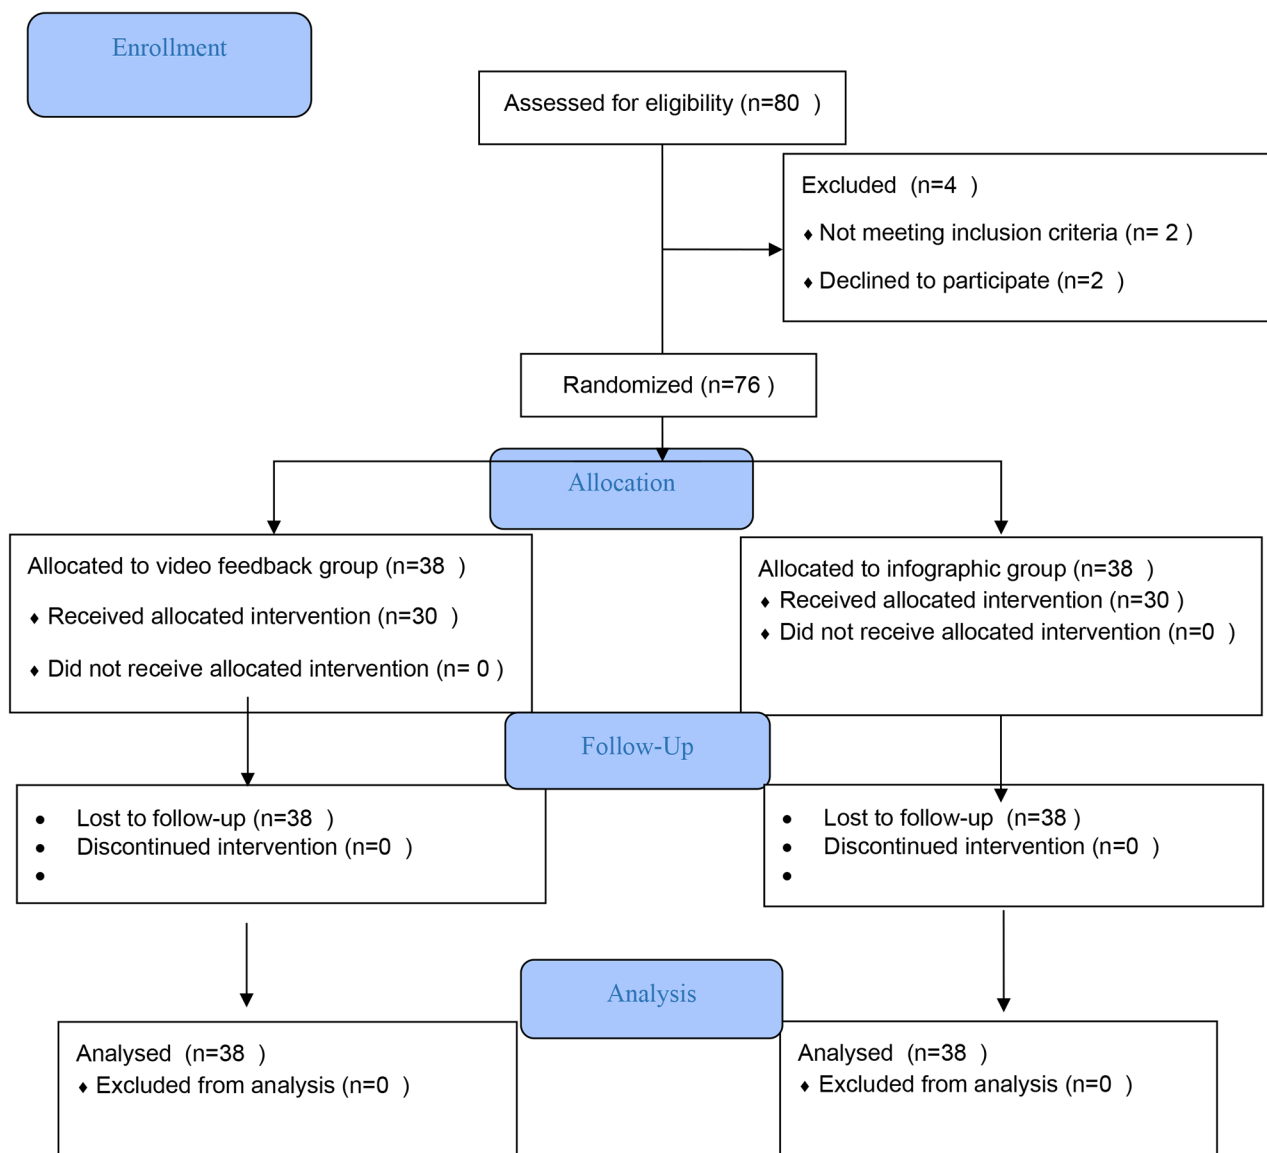 Enrollment
Assessed for eligibility (n=80  )
Excluded  (n=4  )
♦ Not meeting inclusion criteria (n= 2 )
♦ Declined to participate (n=2  )
Randomized (n=76 )
Allocation
Allocated to video feedback group (n=38  )
♦ Received allocated intervention (n=30  )
♦ Did not receive allocated intervention (n= 0 )
Allocated to infographic group (n=38  )
♦ Received allocated intervention (n=30  )
♦ Did not receive allocated intervention (n=0  )
Follow-Up
• Lost to follow-up (n=38  )
• Discontinued intervention (n=0  )
•
• Lost to follow-up  (n=38 )
• Discontinued intervention (n=0  )
•
Analysis
Analysed  (n=38  )
♦ Excluded from analysis (n=0  )
Analysed  (n=38  )
♦ Excluded from analysis (n=0  )